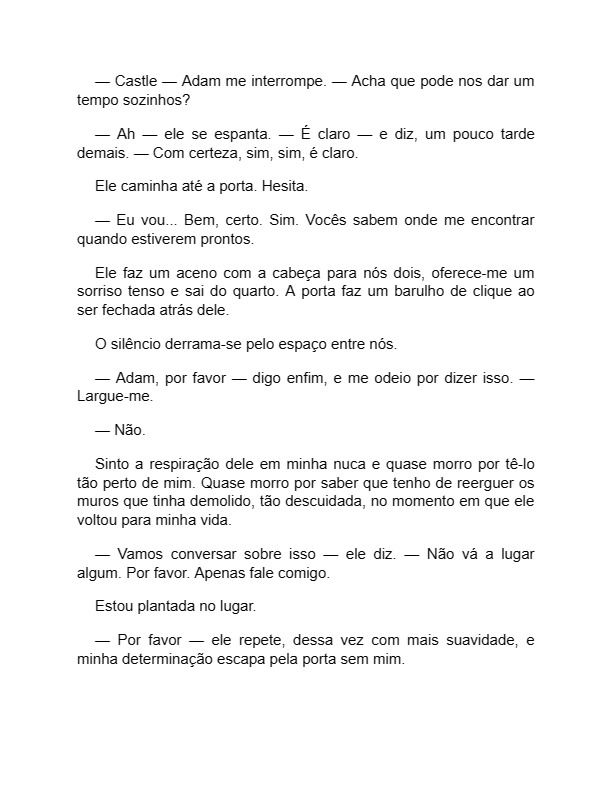 — Castle — Adam me interrompe. — Acha que pode nos dar um
tempo sozinhos?
— Ah — ele se espanta. — É claro — e diz, um pouco tarde
demais. — Com certeza, sim, sim, é claro.
Ele caminha até a porta. Hesita.
— Eu vou... Bem, certo. Sim. Vocês sabem onde me encontrar
quando estiverem prontos.
Ele faz um aceno com a cabeça para nós dois, oferece-me um
sorriso tenso e sai do quarto. A porta faz um barulho de clique ao
ser fechada atrás dele.
O silêncio derrama-se pelo espaço entre nós.
— Adam, por favor — digo enfim, e me odeio por dizer isso. —
Largue-me.
— Não.
Sinto a respiração dele em minha nuca e quase morro por tê-lo
tão perto de mim. Quase morro por saber que tenho de reerguer os
muros que tinha demolido, tão descuidada, no momento em que ele
voltou para minha vida.
— Vamos conversar sobre isso — ele diz. — Não vá a lugar
algum. Por favor. Apenas fale comigo.
Estou plantada no lugar.
— Por favor — ele repete, dessa vez com mais suavidade, e
minha determinação escapa pela porta sem mim.